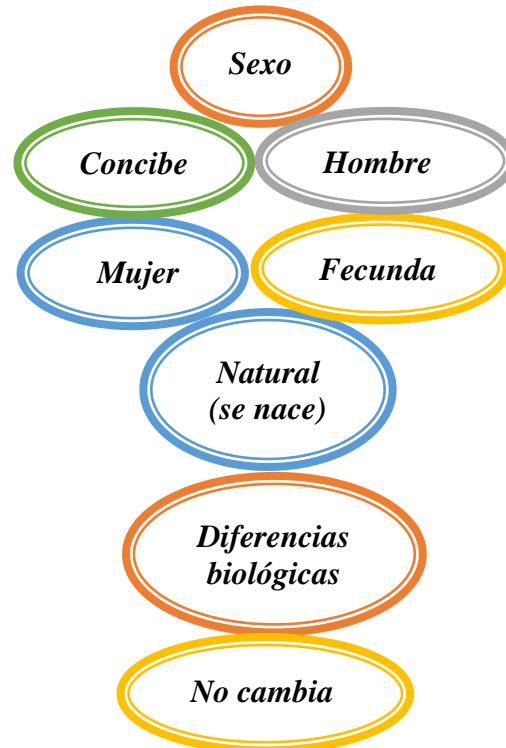 Sexo
Concibe
Hombre
Mujer
Fecunda
Natural
(se nace)
Diferencias
biológicas
No cambia